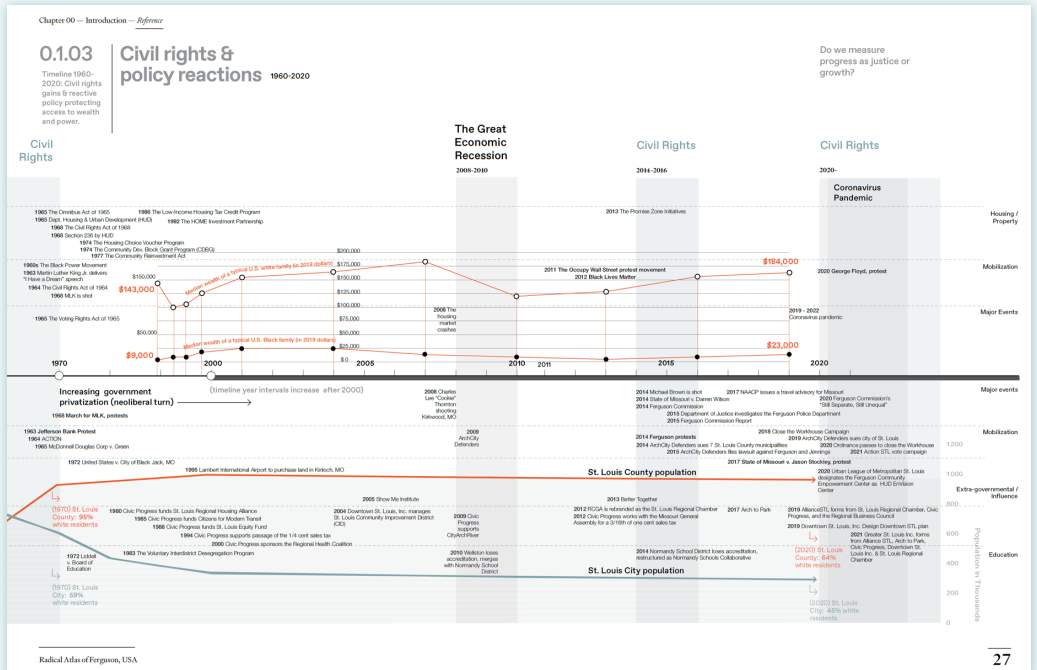 Chapter 00 — Introduction — Reference
0.1.03
Timeline 1960-
2020: Civil rights
gains & reactive
policy protecting
access to wealth
and power.
Civil rights &
policy reactions 1960-2020
Do we measure
progress as justice or
growth?
Civil
Rights
The Great
Economic
Recession
2008-2010
Civil Rights
2014-2016
Civil Rights
2020-
Coronavirus
Pandemic
Housing /
Property
1965 The Omnibus Act of 1965
1965 Dept. Housing & Urban Development (HUD)
1968 The Civil Rights Act of 1968
1968 Section 236 by HUD
1974 The Housing Choice Voucher Program
1974 The Community Dev. Block Grant Program (CDBG)
1977 The Community Reinvestment Act
1986 The Low-Income Housing Tax Credit Program
1992 The HOME Investment Partnership
2013 The Promise Zone Initiatives
Mobilization
1960s The Black Power Movement
1963 Martin Luther King Jr. delivers
"I Have a Dream" speech
1964 The Civil Rights Act of 1964
1968 MLK is shot
2011 The Occupy Wall Street protest movement
2012 Black Lives Matter
2020 George Floyd, protest
Major Events
1965 The Voting Rights Act of 1965
2008 The
housing
market
crashes
2019 - 2022
Coronavirus pandemic
$200,000
$175,000
$150,000
$125,000
$100,000
$75,000
$50,000
$25,000
$ 0
$150,000
$143,000
$50,000
$9,000
Median wealth of a typical U.S. white family (in 2019 dollars)
Median wealth of a typical U.S. Black family (in 2019 dollars)
$184,000
$23,000
1970
2000
2005
2010
2011
2015
2020
Increasing government
privatization (neoliberal turn)
(timeline year intervals increase after 2000)
Major events
1968 March for MLK, protests
2008 Charles
Lee "Cookie"
Thornton
shooting
Kirkwood, MO
2014 Michael Brown is shot
2014 State of Missouri v. Darren Wilson
2014 Ferguson Commission
2015 Department of Justice investigates the Ferguson Police Department
2015 Ferguson Commission Report
2017 NAACP issues a travel advisory for Missouri
2020 Ferguson Commission's
"Still Separate, Still Unequal"
Mobilization
1963 Jefferson Bank Protest
1964 ACTION
1965 McDonnell Douglas Corp v. Green
2009
ArchCity
Defenders
2014 Ferguson protests
2014 ArchCity Defenders sues 7 St. Louis County municipalities
2015 ArchCity Defenders files lawsuit against Ferguson and Jennings
2018 Close the Workhouse Campaign
2019 ArchCity Defenders sues city of St. Louis
2020 Ordinance passes to close the Workhouse
2021 Action STL vote campaign
2017 State of Missouri v. Jason Stockley, protest
1972 United States v. City of Black Jack, MO
1995 Lambert International Airport to purchase land in Kinloch, MO
St. Louis County population
2020 Urban League of Metropolitan St. Louis
designates the Ferguson Community
Empowerment Center as HUD EnVision
Center
Extra-governmental /
Influence
(1970) St. Louis
County: 95%
white residents
1980 Civic Progress funds St. Louis Regional Housing Alliance
1985 Civic Progress funds Citizens for Modern Transit
1988 Civic Progress funds St. Louis Equity Fund
1994 Civic Progress supports passage of the 1/4 cent sales tax
2000 Civic Progress sponsors the Regional Health Coalition
2005 Show Me Institute
2004 Downtown St. Louis, Inc. manages
St. Louis Community Improvement District
(CID)
2009 Civic
Progress
supports
CityArchRiver
2013 Better Together
2012 RCGA is rebranded as the St. Louis Regional Chamber
2012 Civic Progress works with the Missouri General
Assembly for a 3/16th of one cent sales tax
2017 Arch to Park
2019 AllianceSTL forms from St. Louis Regional Chamber, Civic
Progress, and the Regional Business Council
2019 Downtown St. Louis, Inc. Design Downtown STL plan
2021 Greater St. Louis Inc. forms
from Alliance STL, Arch to Park,
Civic Progress, Downtown St.
Louis Inc. & St. Louis Regional
Chamber
Education
1972 Liddell
v. Board of
Education
1983 The Voluntary Interdistrict Desegregation Program
2010 Wellston loses
accreditation, merges
with Normandy School
District
2014 Normandy School District loses accreditation,
restructured as Normandy Schools Collaborative
(2020) St. Louis
County: 64%
white residents
St. Louis City population
(1970) St. Louis
City: 59%
white residents
(2020) St. Louis
City: 48% white
residents
1200
1000
800
600
400
200
0
Population in Thousands
Radical Atlas of Ferguson, USA
27